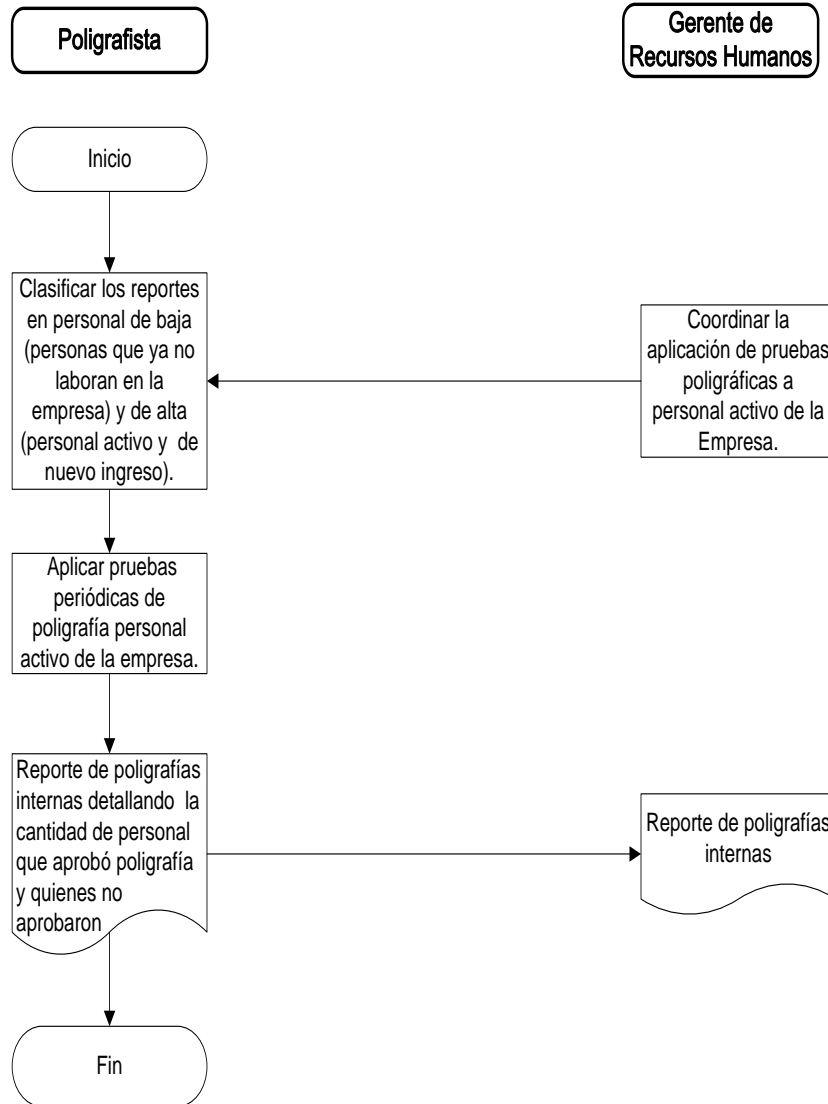 Poligrafista
Gerente de
Recursos Humanos
Inicio
Clasificar los reportes
en personal de baja
(personas que ya no
laboran en la
empresa) y de alta
(personal activo y de
nuevo ingreso).
Coordinar la
aplicación de pruebas
poligráficas a
personal activo de la
Empresa.
Aplicar pruebas
periódicas de
poligrafía personal
activo de la empresa.
Reporte de poligrafías
internas detallando la
cantidad de personal
que aprobó poligrafía
y quienes no
aprobaron
Reporte de poligrafías
internas
Fin